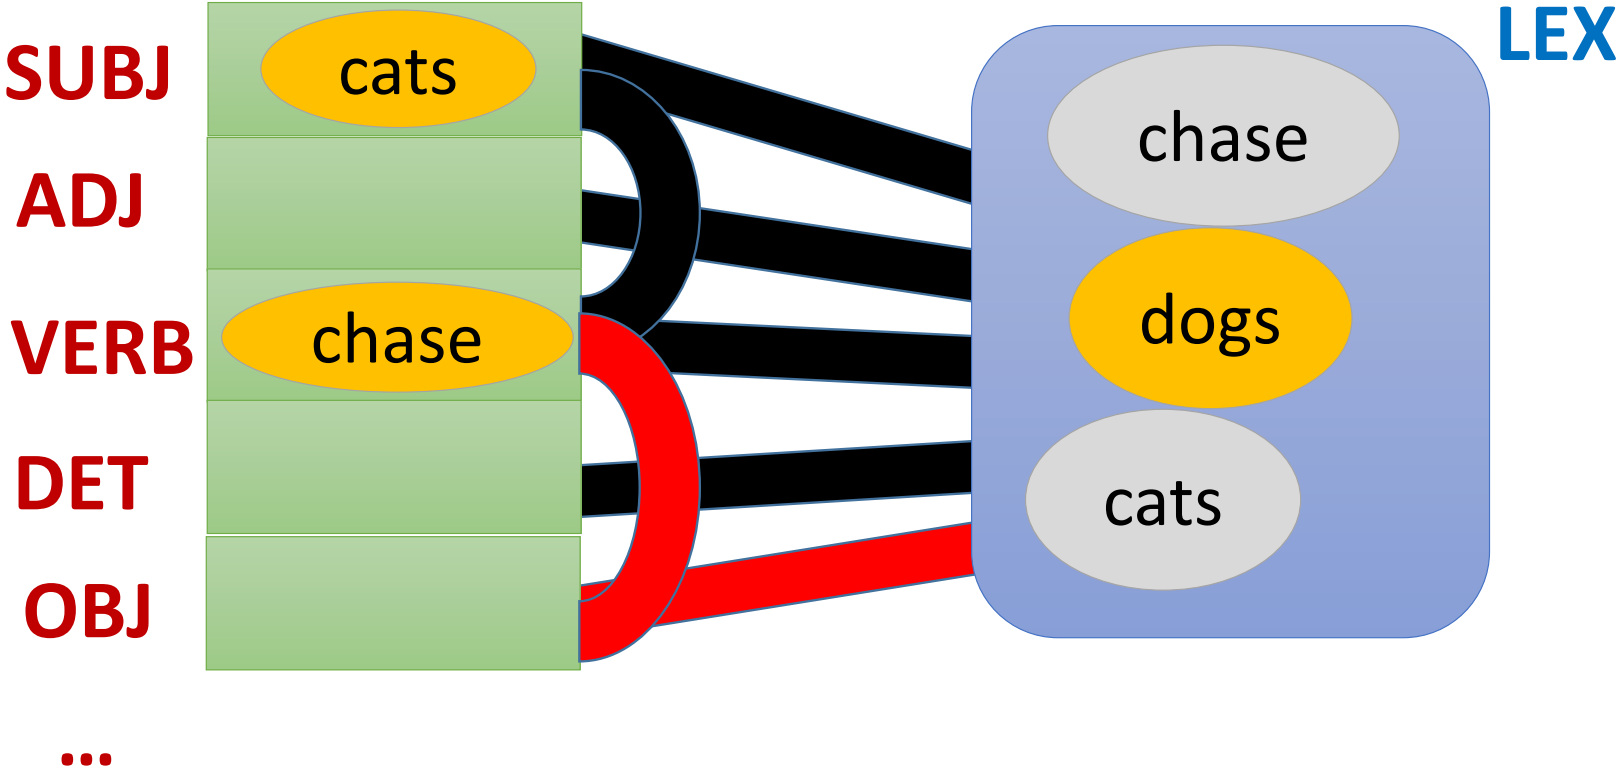 LEX
SUBJ cats
chase
ADJ
dogs
VERB chase
DET
cats
OBJ
...